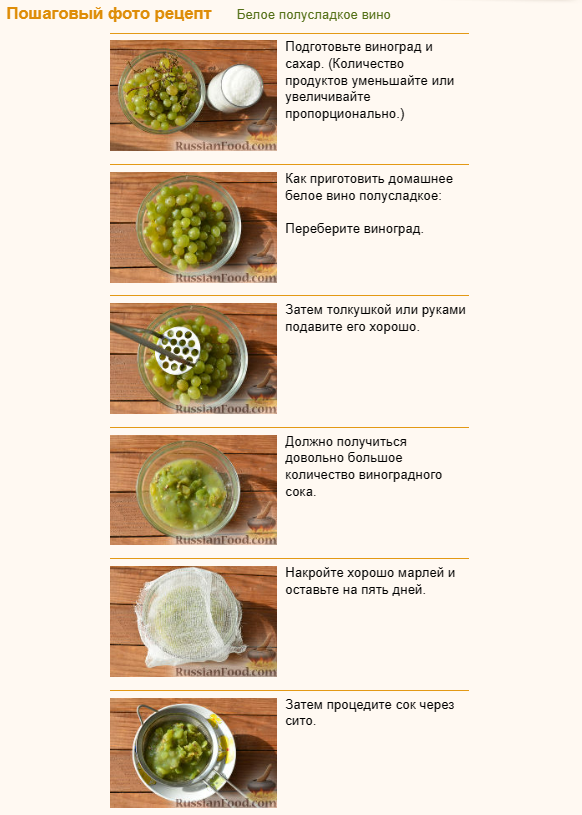 Пошаговый фото рецепт Белое полусладкое вино
Подготовьте виноград и
сахар. (Количество
продуктов уменьшайте или
увеличивайте
пропорционально.)
RussianFood.com
Как приготовить домашнее
белое вино полусладкое:
Переберите виноград.
RussianFood.com
Затем толкушкой или руками
подавите его хорошо.
RussianFood.com
Должно получиться
довольно большое
количество виноградного
сока.
RussianFood.com
Накройте хорошо марлей и
оставьте на пять дней.
RussianFood.com
Затем процедите сок через
сито.
RussianFood.com